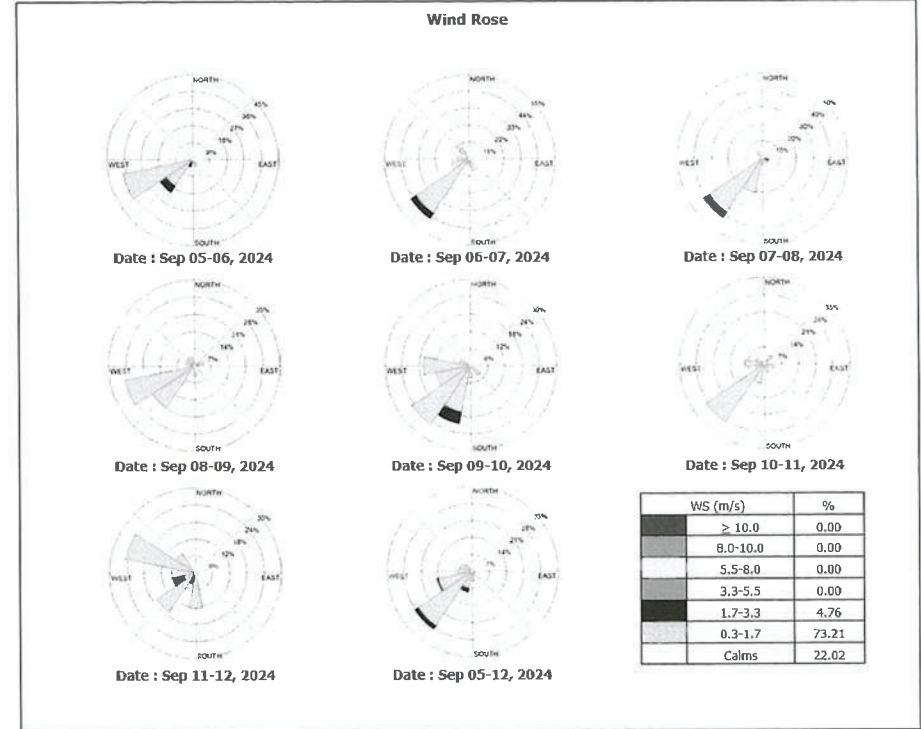 Wind Rose
NORTH
45%
36%
27%
18%
9%
WEST
EAST
SOUTH
Date : Sep 05-06, 2024
NORTH
55%
44%
33%
22%
11%
WEST
EAST
SOUTH
Date : Sep 06-07, 2024
NORTH
50%
40%
30%
20%
10%
WEST
EAST
SOUTH
Date : Sep 07-08, 2024
NORTH
35%
28%
21%
14%
7%
WEST
EAST
SOUTH
Date : Sep 08-09, 2024
NORTH
30%
24%
18%
12%
6%
WEST
EAST
SOUTH
Date : Sep 09-10, 2024
NORTH
35%
28%
21%
14%
7%
WEST
EAST
SOUTH
Date : Sep 10-11, 2024
NORTH
30%
24%
18%
12%
6%
WEST
EAST
SOUTH
Date : Sep 11-12, 2024
NORTH
35%
28%
21%
14%
7%
WEST
EAST
SOUTH
Date : Sep 05-12, 2024
WS (m/s) %
≥ 10.0 0.00
8.0-10.0 0.00
5.5-8.0 0.00
3.3-5.5 0.00
1.7-3.3 4.76
0.3-1.7 73.21
Calms 22.02